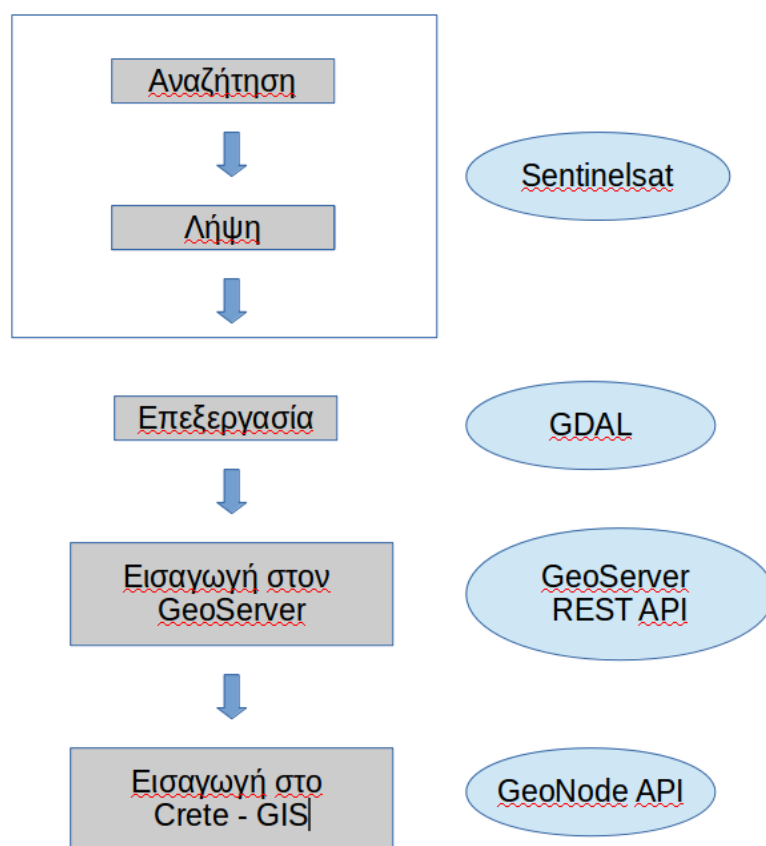 Αναζήτηση
Sentinelsat
Λήψη
Επεξεργασία
GDAL
Εισαγωγή στον
GeoServer
GeoServer
REST API
Εισαγωγή στο
Crete - GIS
GeoNode API